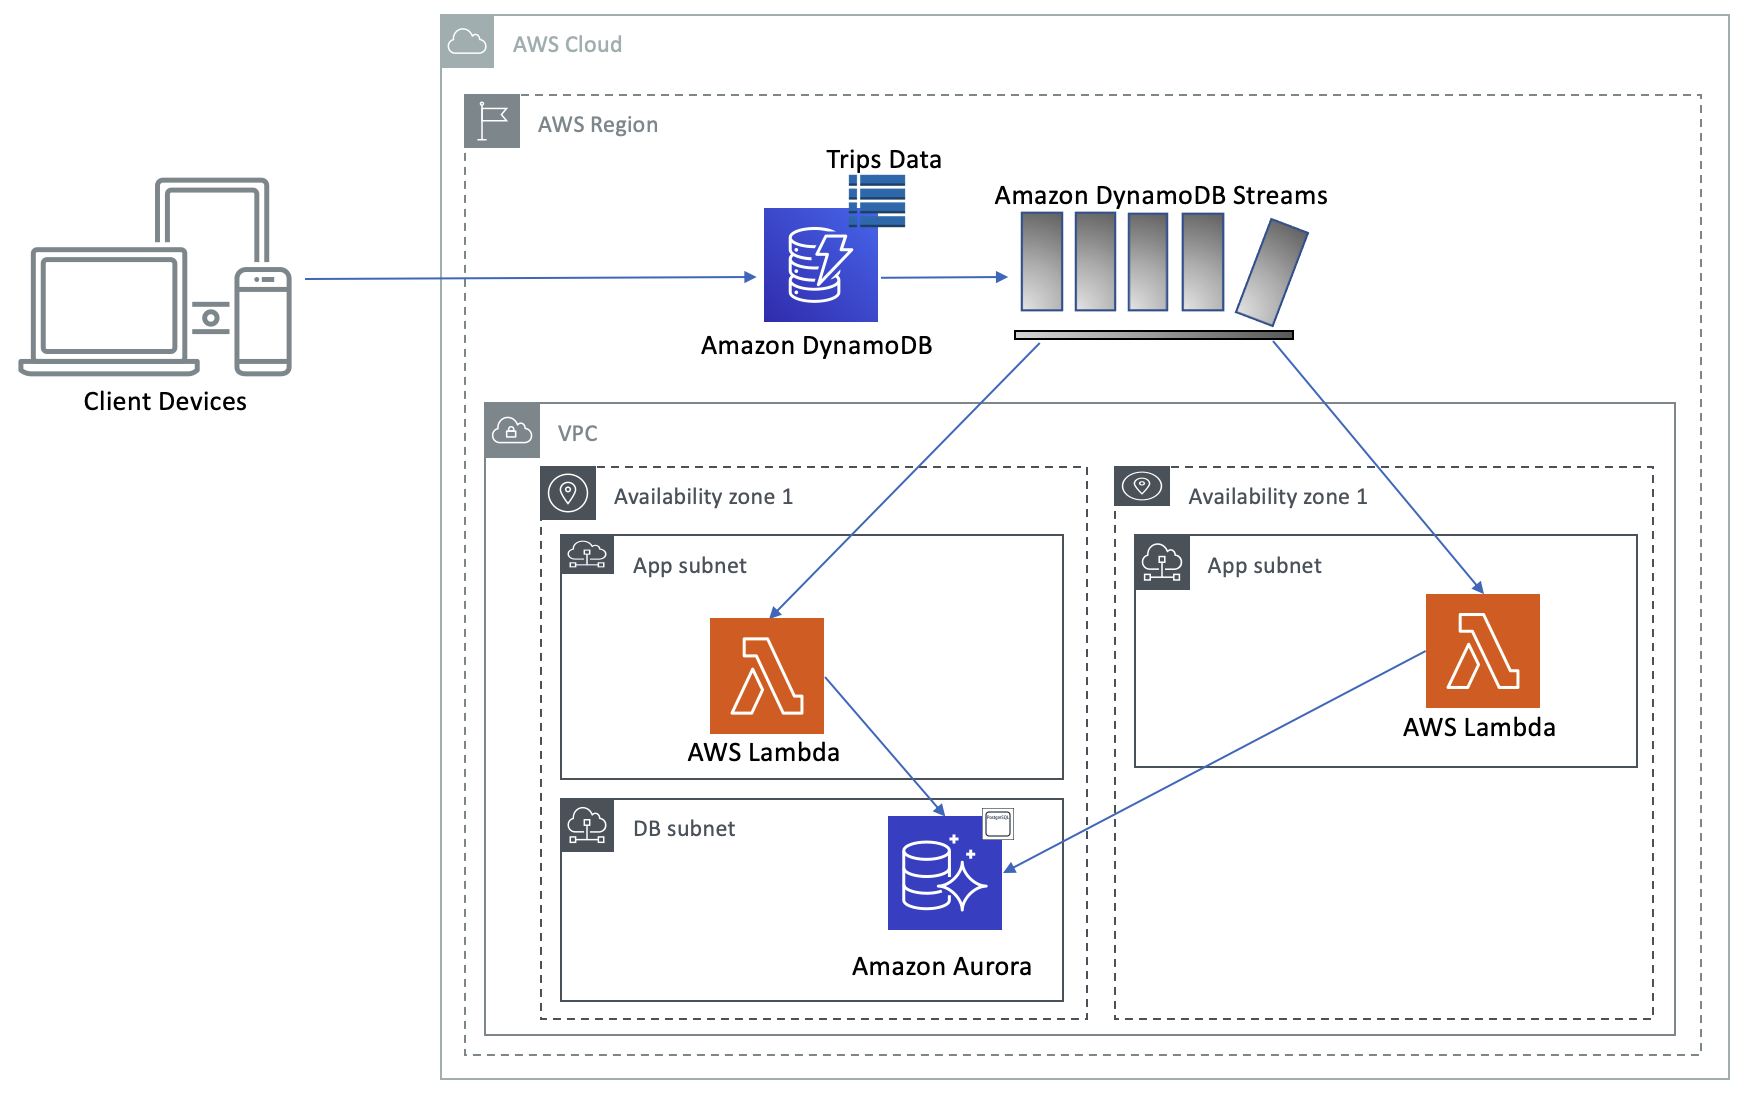 AWS Cloud
AWS Region
Trips Data
Amazon DynamoDB Streams
Amazon DynamoDB
Client Devices
VPC
Availability zone 1
Availability zone 1
App subnet
App subnet
AWS Lambda
AWS Lambda
DB subnet
PostgreSQL
Amazon Aurora